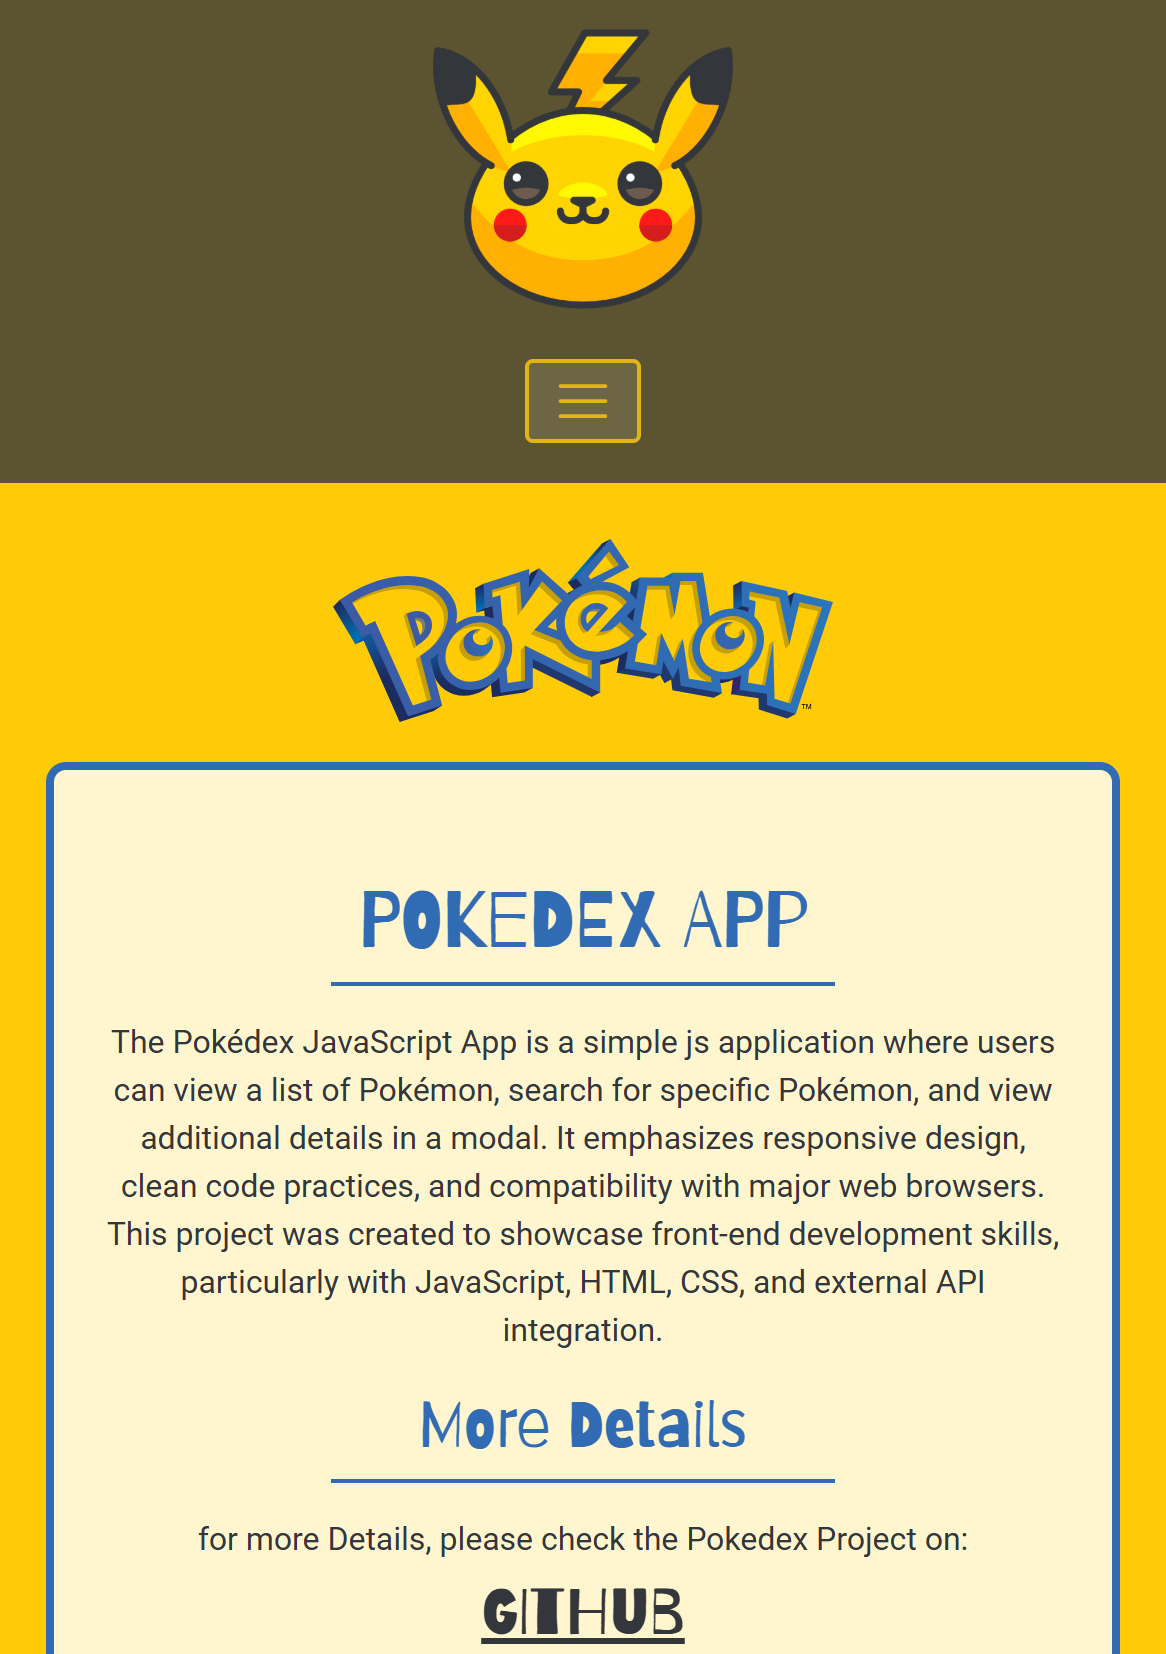 Pokémon
TM
POKEDEX APP
The Pokédex JavaScript App is a simple js application where users
can view a list of Pokémon, search for specific Pokémon, and view
additional details in a modal. It emphasizes responsive design,
clean code practices, and compatibility with major web browsers.
This project was created to showcase front-end development skills,
particularly with JavaScript, HTML, CSS, and external API
integration.
More Details
for more Details, please check the Pokedex Project on:
GITHUB